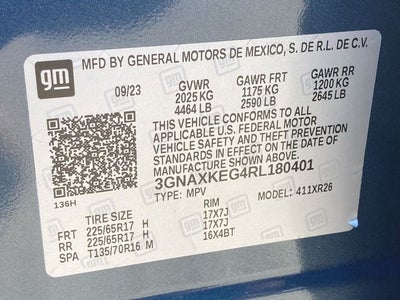 gm
MFD BY GENERAL MOTORS DE MEXICO, S. DE R.L. DE C.V.
09/23 GVWR GAWR FRT GAWR RR
2025 KG 1175 KG 1200 KG
4464 LB 2590 LB 2645 LB
THIS VEHICLE CONFORMS TO ALL
APPLICABLE U.S. FEDERAL MOTOR
VEHICLE SAFETY AND THEFT PREVENTION
STANDARDS IN EFFECT ON THE DATE OF
MANUFACTURE SHOWN ABOVE.
3GNAXKEG4RL180401
136H TYPE: MPV MODEL: 411XR26
TIRE SIZE RIM
FRT 225/65R17 H 17X7J
RR 225/65R17 H 17X7J
SPA T135/70R16 M 16X4BT